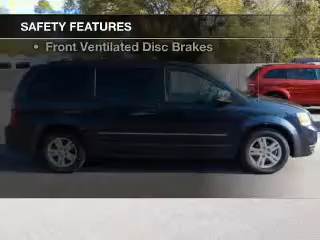 SAFETY FEATURES
• Front Ventilated Disc Brakes